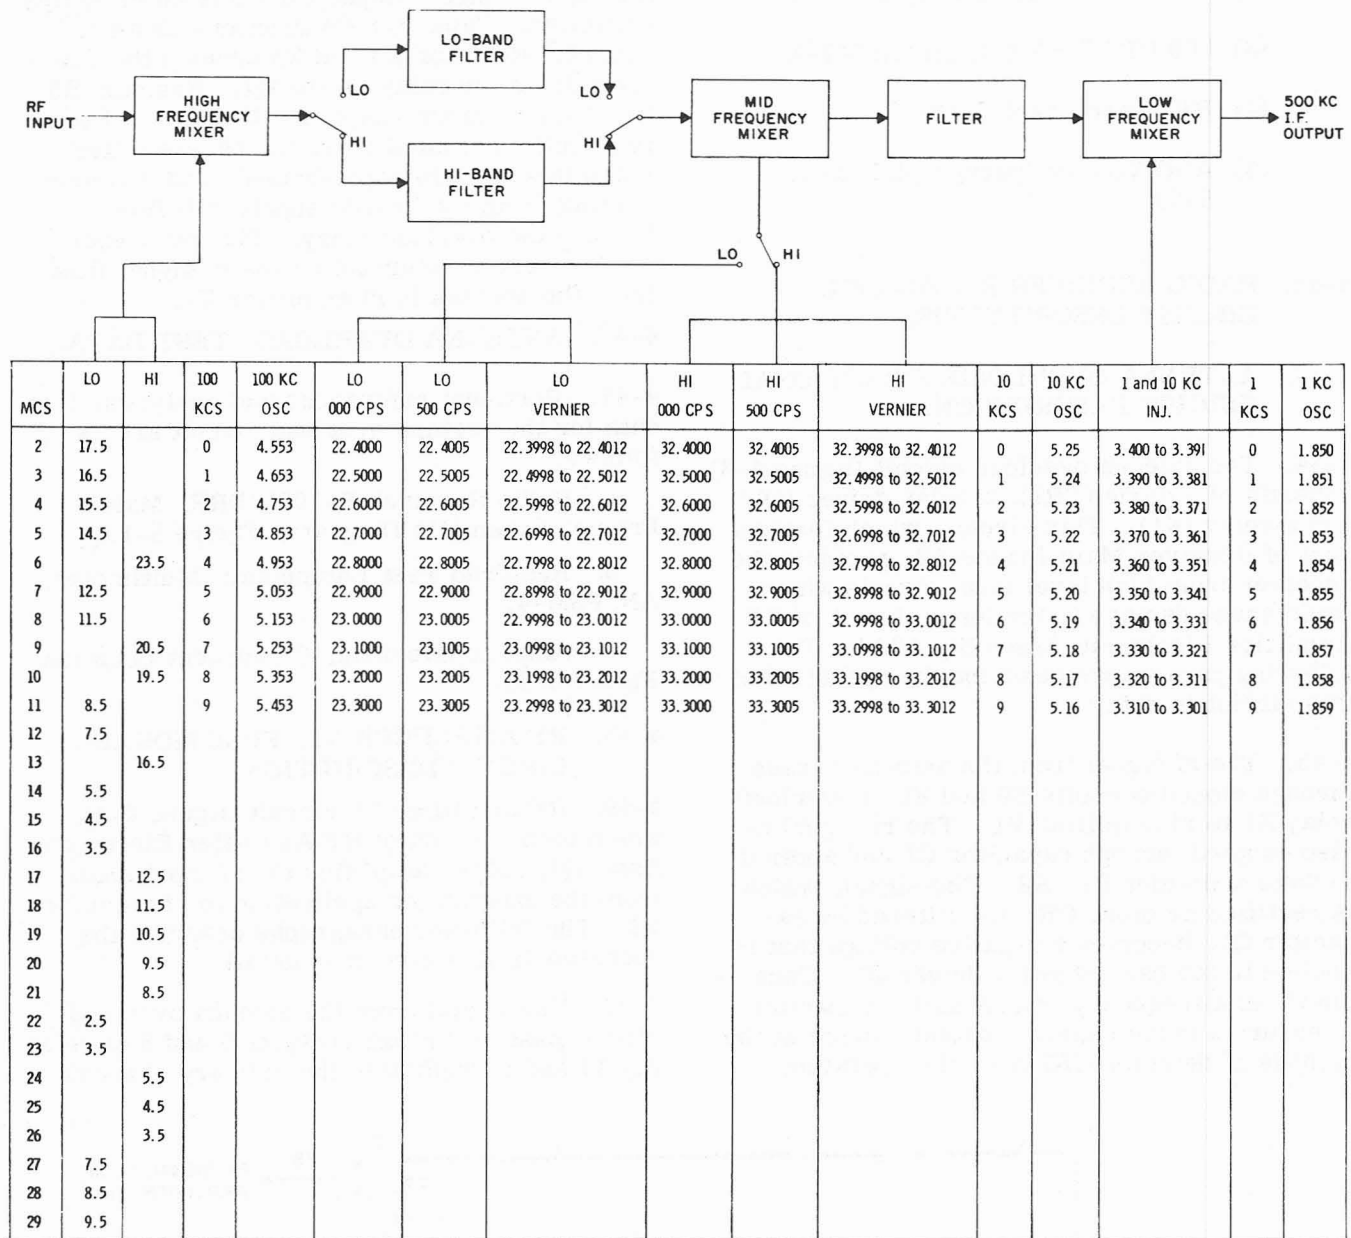 LO-BAND
FILTER
LO
LO
RF
INPUT
HIGH
FREQUENCY
MIXER
MID
FREQUENCY
MIXER
FILTER
LOW
FREQUENCY
MIXER
500 KC
I.F.
OUTPUT
HI
HI
HI-BAND
FILTER
LO
HI
LO HI 100 100 KC LO LO LO HI HI HI 10 10 KC 1 and 10 KC 1 1 KC
MCS KCS OSC 000 CPS 500 CPS VERNIER 000 CPS 500 CPS VERNIER KCS OSC INJ. KCS OSC
2 17.5 0 4.553 22.4000 22.4005 22.3998 to 22.4012 32.4000 32.4005 32.3998 to 32.4012 0 5.25 3.400 to 3.391 0 1.850
3 16.5 1 4.653 22.5000 22.5005 22.4998 to 22.5012 32.5000 32.5005 32.4998 to 32.5012 1 5.24 3.390 to 3.381 1 1.851
4 15.5 2 4.753 22.6000 22.6005 22.5998 to 22.6012 32.6000 32.6005 32.5998 to 32.6012 2 5.23 3.380 to 3.371 2 1.852
5 14.5 3 4.853 22.7000 22.7005 22.6998 to 22.7012 32.7000 32.7005 32.6998 to 32.7012 3 5.22 3.370 to 3.361 3 1.853
6 23.5 4 4.953 22.8000 22.8005 22.7998 to 22.8012 32.8000 32.8005 32.7998 to 32.8012 4 5.21 3.360 to 3.351 4 1.854
7 12.5 5 5.053 22.9000 22.9000 22.8998 to 22.9012 32.9000 32.9005 32.8998 to 32.9012 5 5.20 3.350 to 3.341 5 1.855
8 11.5 6 5.153 23.0000 23.0005 22.9998 to 23.0012 33.0000 33.0005 32.9998 to 33.0012 6 5.19 3.340 to 3.331 6 1.856
9 20.5 7 5.253 23.1000 23.1005 23.0998 to 23.1012 33.1000 33.1005 33.0998 to 33.1012 7 5.18 3.330 to 3.321 7 1.857
10 19.5 8 5.353 23.2000 23.2005 23.1998 to 23.2012 33.2000 33.2005 33.1998 to 33.2012 8 5.17 3.320 to 3.311 8 1.858
11 8.5 9 5.453 23.3000 23.3005 23.2998 to 23.3012 33.3000 33.3005 33.2998 to 33.3012 9 5.16 3.310 to 3.301 9 1.859
12 7.5
13 16.5
14 5.5
15 4.5
16 3.5
17 12.5
18 11.5
19 10.5
20 9.5
21 8.5
22 2.5
23 3.5
24 5.5
25 4.5
26 3.5
27 7.5
28 8.5
29 9.5